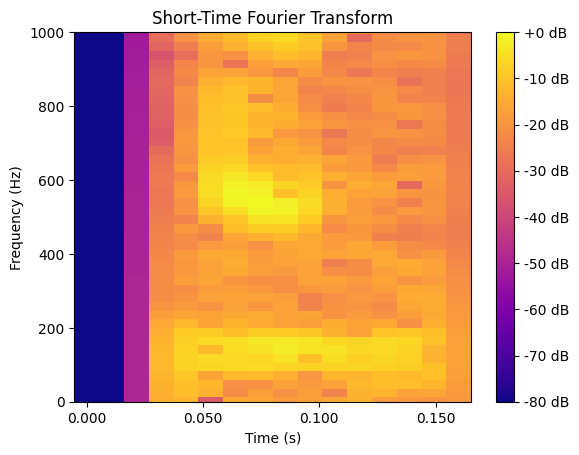 Short-Time Fourier Transform
1000
800
600
400
200
0
Frequency (Hz)
0.000
0.050
0.100
0.150
Time (s)
+0 dB
-10 dB
-20 dB
-30 dB
-40 dB
-50 dB
-60 dB
-70 dB
-80 dB